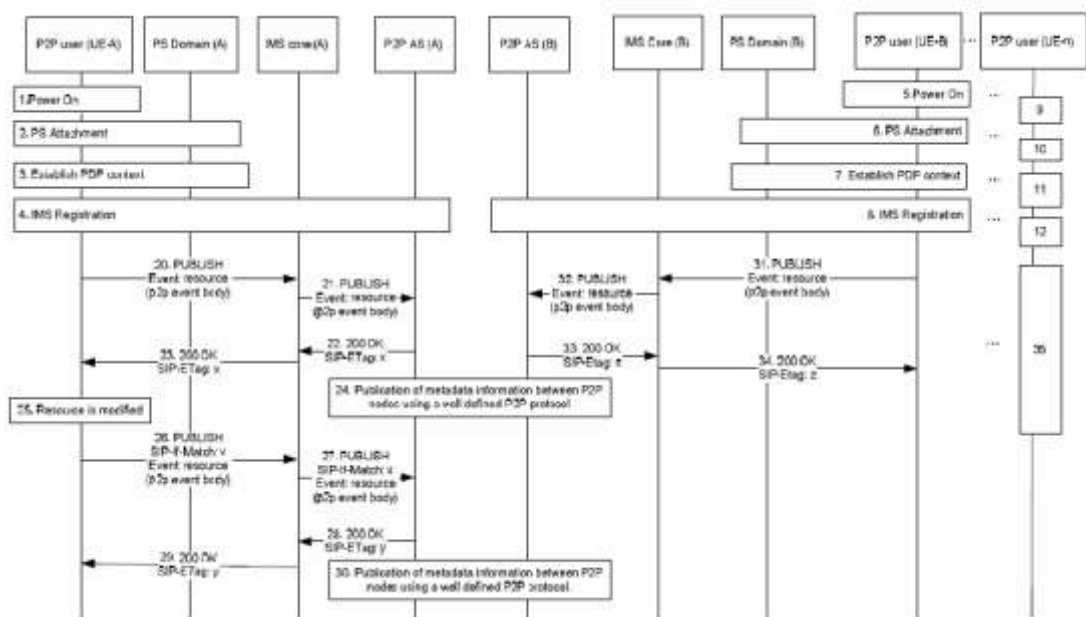 P2P user (UE-A)
PS Domain (A)
IMS core (A)
P2P AS (A)
P2P AS (B)
IMS Core (B)
PS Domain (B)
P2P user (UE-B)
...
P2P user (UE-n)
1.Power On
5.Power On
...
9
2. PS Attachment
6. PS Attachment
...
10
3. Establish PDP context
7. Establish PDP context
...
11
4. IMS Registration
8. IMS Registration
...
12
20. PUBLISH
Event: resource
(p2p event body)
21. PUBLISH
Event: resource
(p2p event body)
32. PUBLISH
Event: resource
(p2p event body)
31. PUBLISH
Event: resource
(p2p event body)
22. 200 OK
SIP-ETag: x
23. 200 OK
SIP-ETag: x
33. 200 OK
SIP-Etag: z
34. 200 OK
SIP-Etag: z
...
35
24. Publication of metadata information between P2P
nodes using a well defined P2P protocol
25. Resource is modified
26. PUBLISH
SIP-If-Match: x
Event: resource
(p2p event body)
27. PUBLISH
SIP-If-Match: x
Event: resource
(p2p event body)
28. 200 OK
SIP-ETag: y
29. 200 OK
SIP-ETag: y
30. Publication of metadata information between P2P
nodes using a well defined P2P protocol.